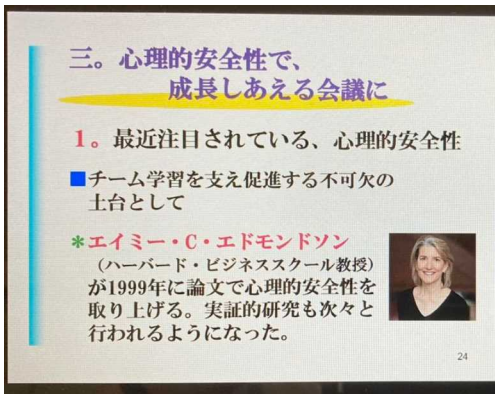 三。心理的安全性で、
成長しあえる会議に
1。最近注目されている、心理的安全性
■チーム学習を支え促進する不可欠の
土台として
*エイミー・C・エドモンドソン
（ハーバード・ビジネススクール教授）
が1999年に論文で心理的安全性を
取り上げる。実証的研究も次々と
行われるようになった。
24